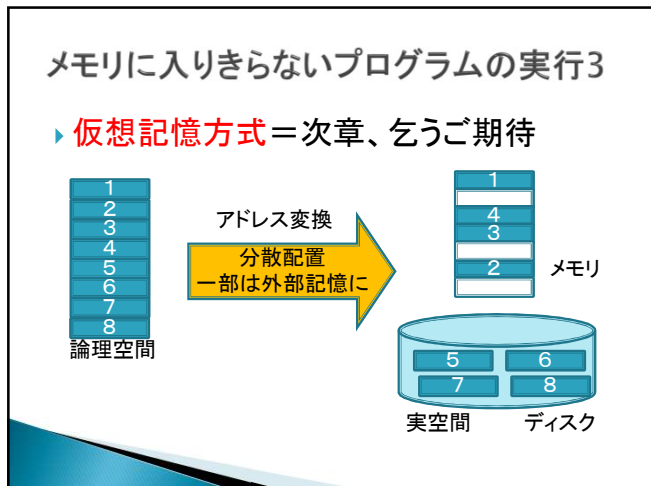 メモリに入りきらないプログラムの実行3
仮想記憶方式＝次章、乞うご期待
1
2
3
4
5
6
7
8
論理空間
アドレス変換
分散配置
一部は外部記憶に
1
4
3
2
メモリ
5 6
7 8
実空間 ディスク